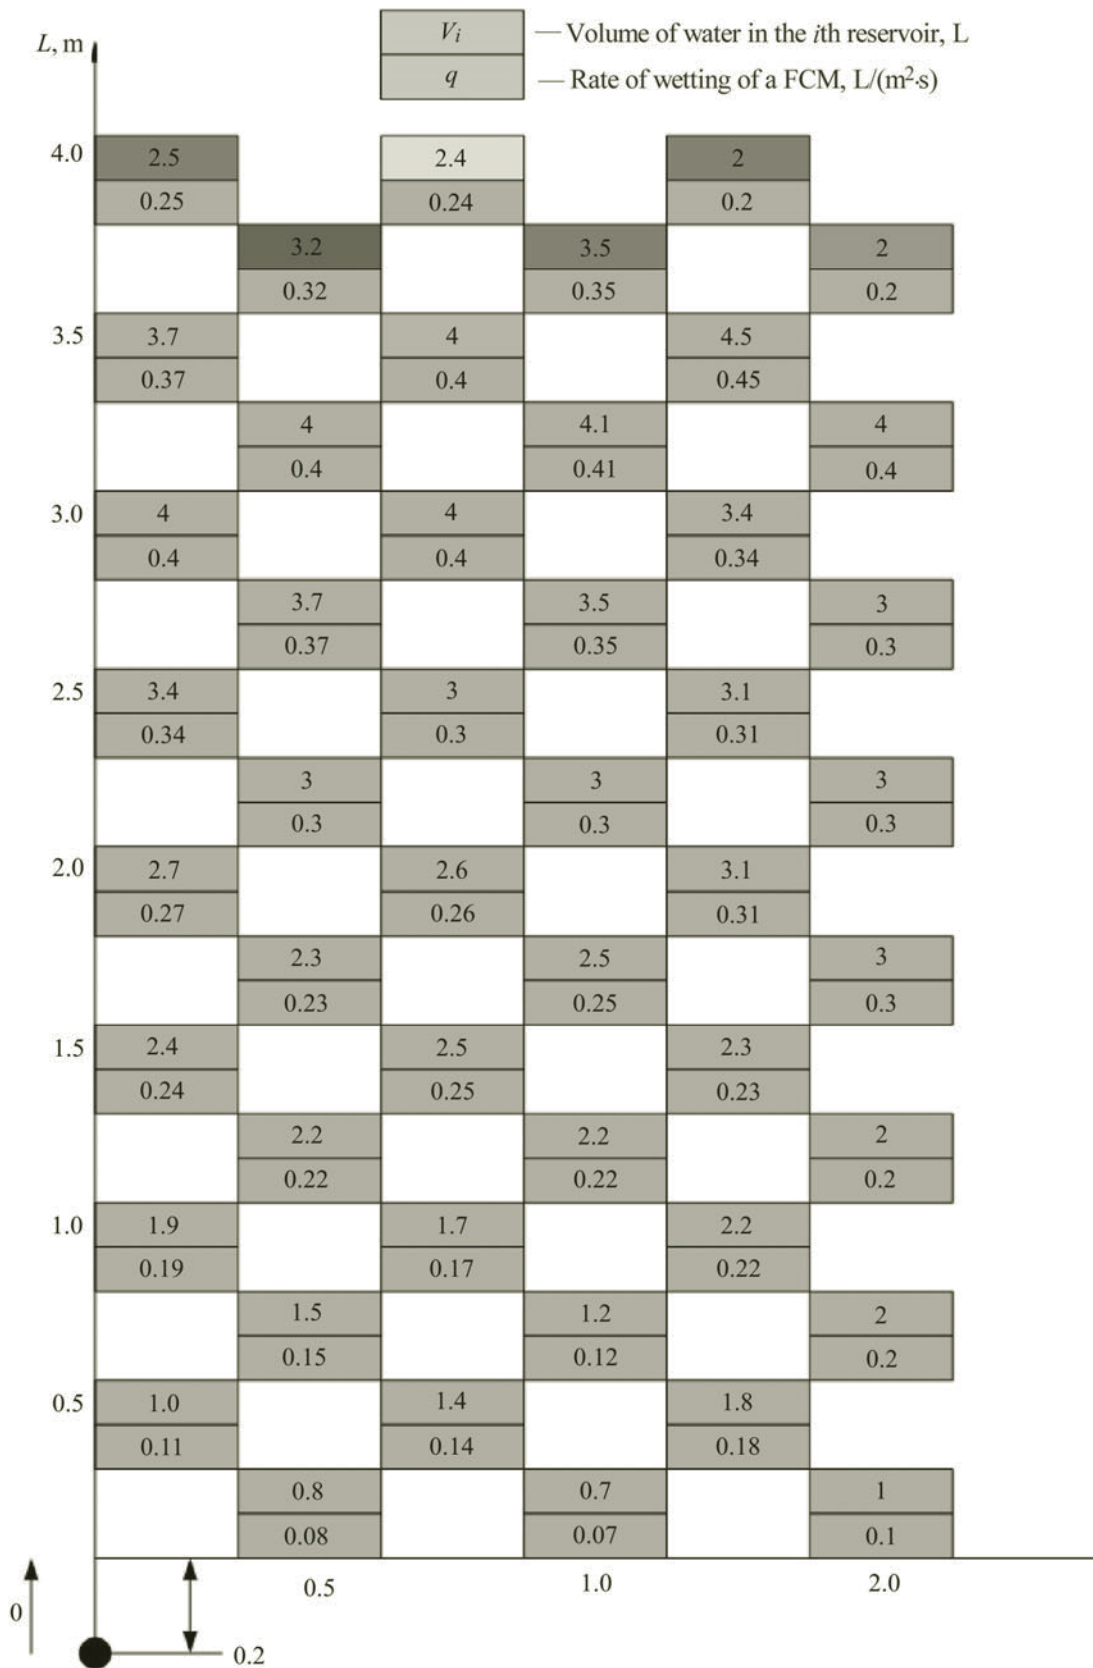 L, m
Vi — Volume of water in the ith reservoir, L
q — Rate of wetting of a FCM, L/(m²·s)
4.0 2.5 2.4 2
0.25 0.24 0.2
3.2 3.5 2
0.32 0.35 0.2
3.5 3.7 4 4.5
0.37 0.4 0.45
4 4.1 4
0.4 0.41 0.4
3.0 4 4 3.4
0.4 0.4 0.34
3.7 3.5 3
0.37 0.35 0.3
2.5 3.4 3 3.1
0.34 0.3 0.31
3 3 3
0.3 0.3 0.3
2.0 2.7 2.6 3.1
0.27 0.26 0.31
2.3 2.5 3
0.23 0.25 0.3
1.5 2.4 2.5 2.3
0.24 0.25 0.23
2.2 2.2 2
0.22 0.22 0.2
1.0 1.9 1.7 2.2
0.19 0.17 0.22
1.5 1.2 2
0.15 0.12 0.2
0.5 1.0 1.4 1.8
0.11 0.14 0.18
0.8 0.7 1
0.08 0.07 0.1
0.5 1.0 2.0
0
0.2